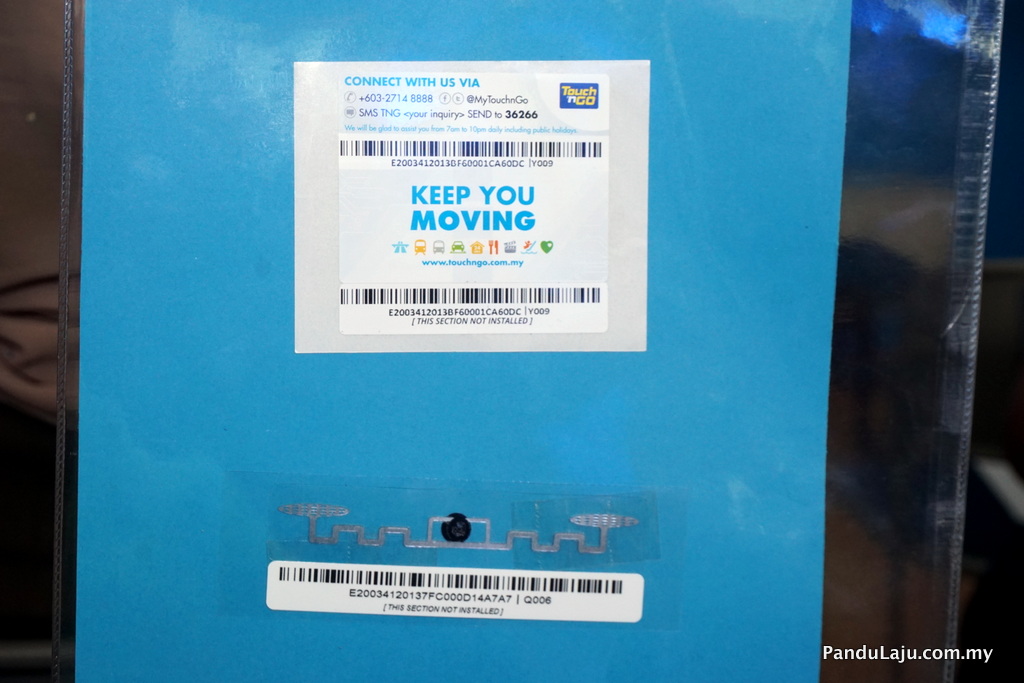 CONNECT WITH US VIA
+603-2714 8888 @MyTouchnGo
SMS TNG <your inquiry> SEND to 36266
We will be glad to assist you from 7am to 10pm daily including public holidays.
Touch 'n GO
E2003412013BF60001CA60DC |Y009
KEEP YOU
MOVING
www.touchngo.com.my
E2003412013BF60001CA60DC |Y009
[ THIS SECTION NOT INSTALLED ]
E20034120137FC000D14A7A7 | Q006
[ THIS SECTION NOT INSTALLED ]
PanduLaju.com.my